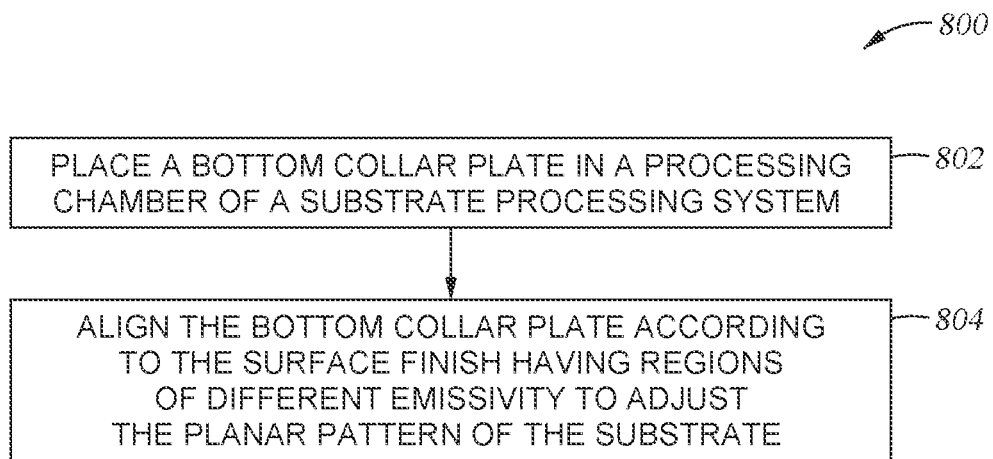 800
PLACE A BOTTOM COLLAR PLATE IN A PROCESSING
CHAMBER OF A SUBSTRATE PROCESSING SYSTEM
802
ALIGN THE BOTTOM COLLAR PLATE ACCORDING
TO THE SURFACE FINISH HAVING REGIONS
OF DIFFERENT EMISSIVITY TO ADJUST
THE PLANAR PATTERN OF THE SUBSTRATE
804